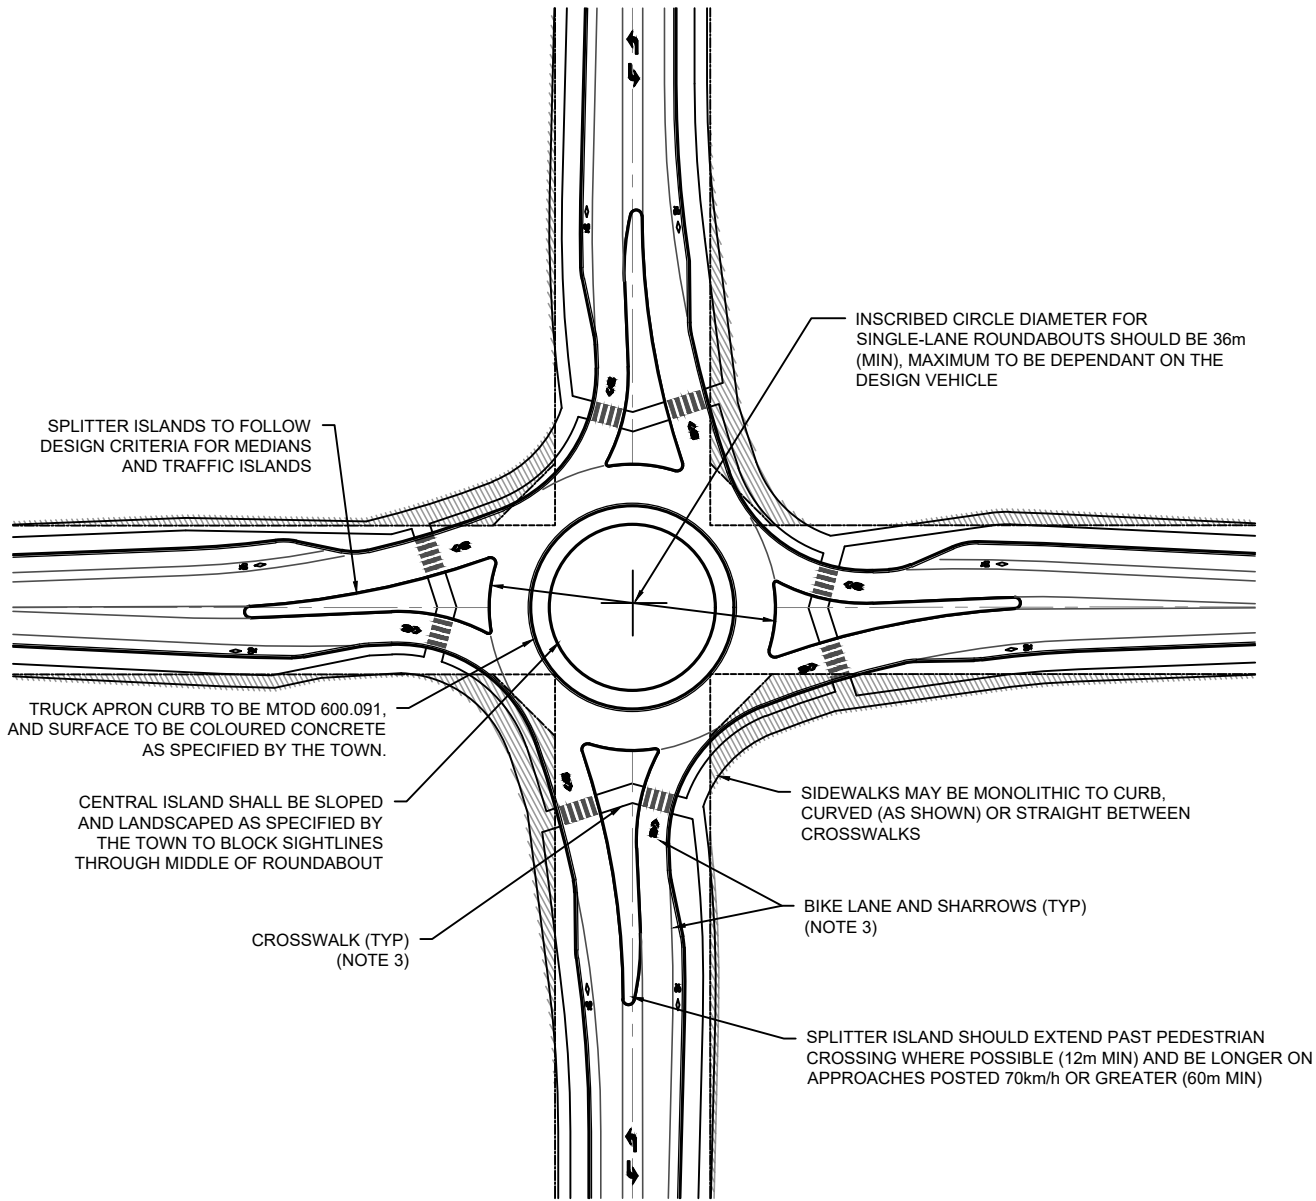 INSCRIBED CIRCLE DIAMETER FOR
SINGLE-LANE ROUNDABOUTS SHOULD BE 36m
(MIN), MAXIMUM TO BE DEPENDANT ON THE
DESIGN VEHICLE
SPLITTER ISLANDS TO FOLLOW
DESIGN CRITERIA FOR MEDIANS
AND TRAFFIC ISLANDS
TRUCK APRON CURB TO BE MTOD 600.091,
AND SURFACE TO BE COLOURED CONCRETE
AS SPECIFIED BY THE TOWN.
CENTRAL ISLAND SHALL BE SLOPED
AND LANDSCAPED AS SPECIFIED BY
THE TOWN TO BLOCK SIGHTLINES
THROUGH MIDDLE OF ROUNDABOUT
SIDEWALKS MAY BE MONOLITHIC TO CURB,
CURVED (AS SHOWN) OR STRAIGHT BETWEEN
CROSSWALKS
BIKE LANE AND SHARROWS (TYP)
(NOTE 3)
CROSSWALK (TYP)
(NOTE 3)
SPLITTER ISLAND SHOULD EXTEND PAST PEDESTRIAN
CROSSING WHERE POSSIBLE (12m MIN) AND BE LONGER ON
APPROACHES POSTED 70km/h OR GREATER (60m MIN)